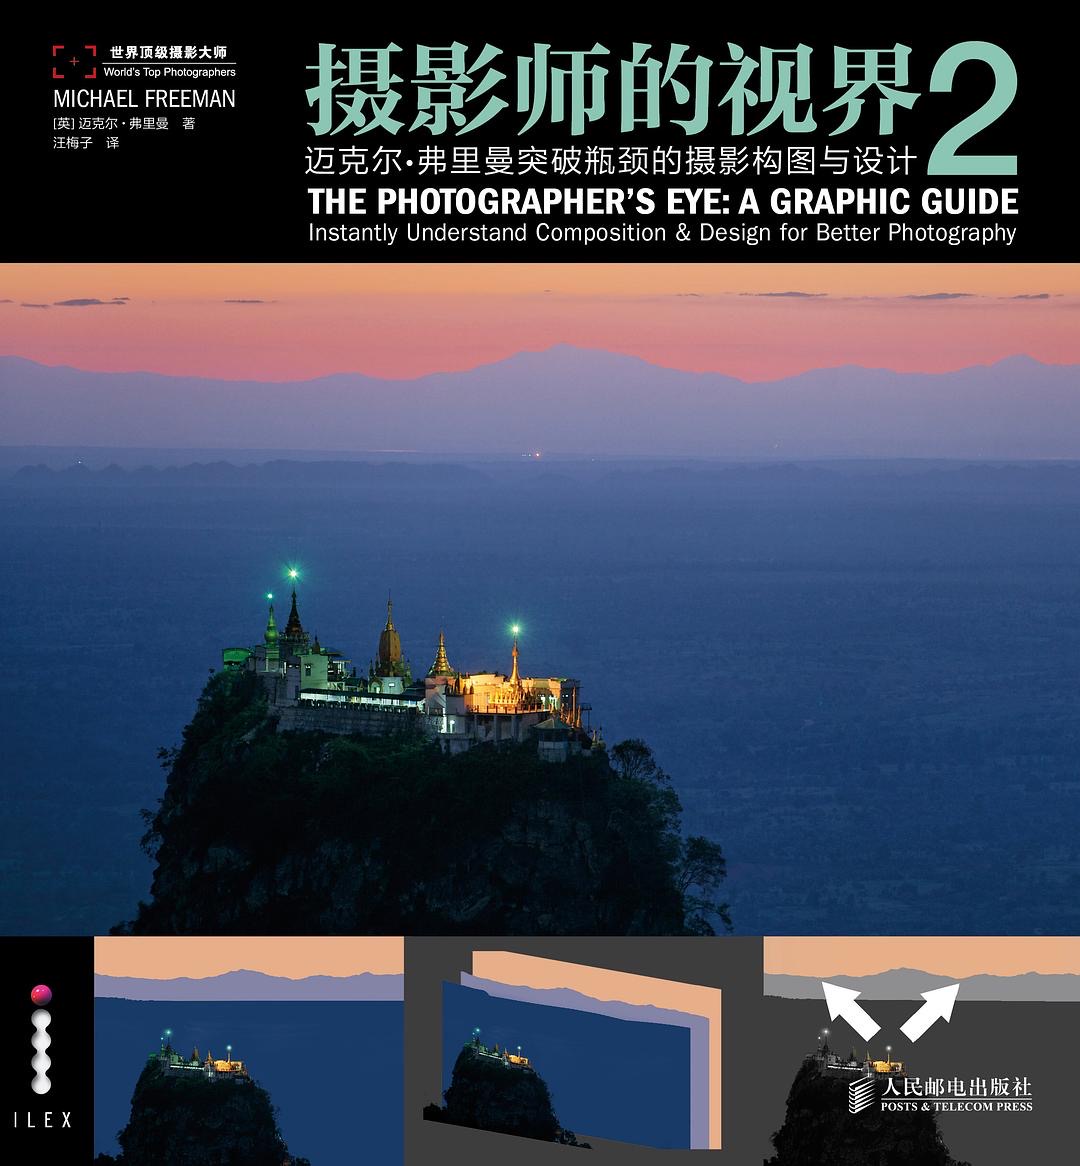 世界顶级摄影大师
World's Top Photographers
MICHAEL FREEMAN
[英] 迈克尔·弗里曼 著
汪梅子 译
摄影师的视界2
迈克尔·弗里曼突破瓶颈的摄影构图与设计
THE PHOTOGRAPHER'S EYE: A GRAPHIC GUIDE
Instantly Understand Composition & Design for Better Photography
ILEX
人民邮电出版社
POSTS & TELECOM PRESS